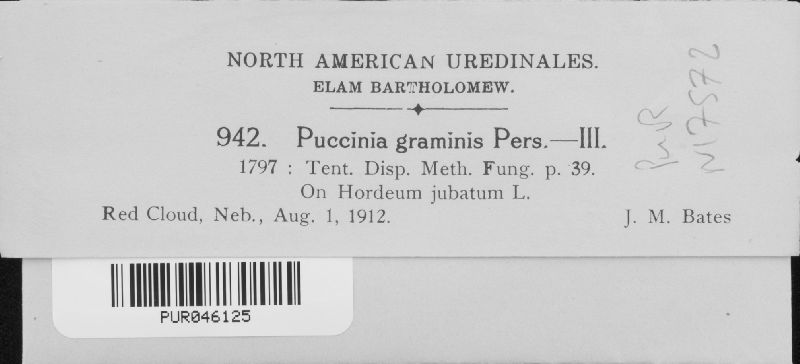 NORTH AMERICAN UREDINALES.
ELAM BARTHOLOMEW.
942. Puccinia graminis Pers.—III.
1797 : Tent. Disp. Meth. Fung. p. 39.
On Hordeum jubatum L.
Red Cloud, Neb., Aug. 1, 1912. J. M. Bates
PUR
N17572
PUR046125